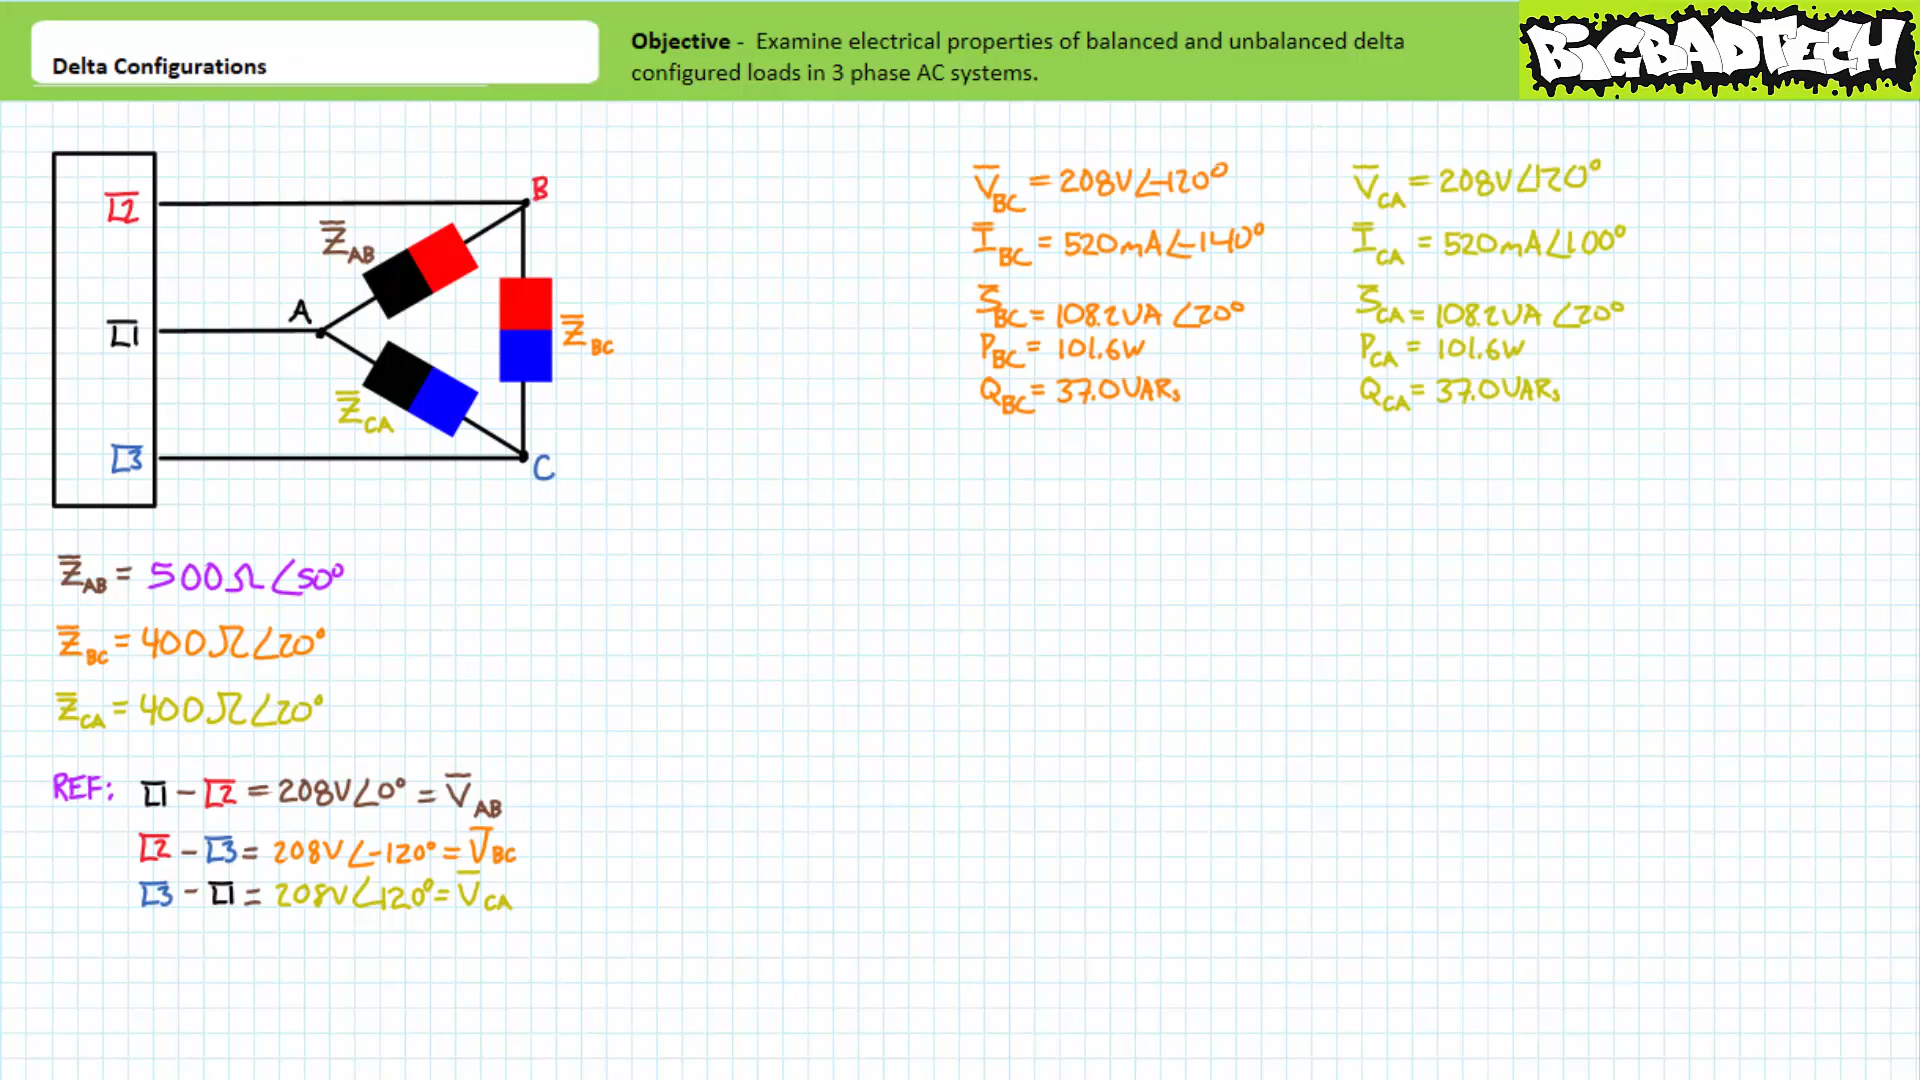 Delta Configurations
Objective - Examine electrical properties of balanced and unbalanced delta
configured loads in 3 phase AC systems.
BIGBADTECH
L2
B
Z̅AB
A
L1
Z̅BC
Z̅CA
L3
C
Z̅AB = 500Ω∠50°
Z̅BC = 400Ω∠20°
Z̅CA = 400Ω∠20°
REF: L1 - L2 = 208V∠0° = V̅AB
L2 - L3 = 208V∠-120° = V̅BC
L3 - L1 = 208V∠120° = V̅CA
V̅BC = 208V∠-120°
I̅BC = 520mA∠-140°
S̅BC = 108.2VA ∠20°
PBC = 101.6W
QBC = 37.0VARs
V̅CA = 208V∠120°
I̅CA = 520mA∠100°
S̅CA = 108.2VA ∠20°
PCA = 101.6W
QCA = 37.0VARs